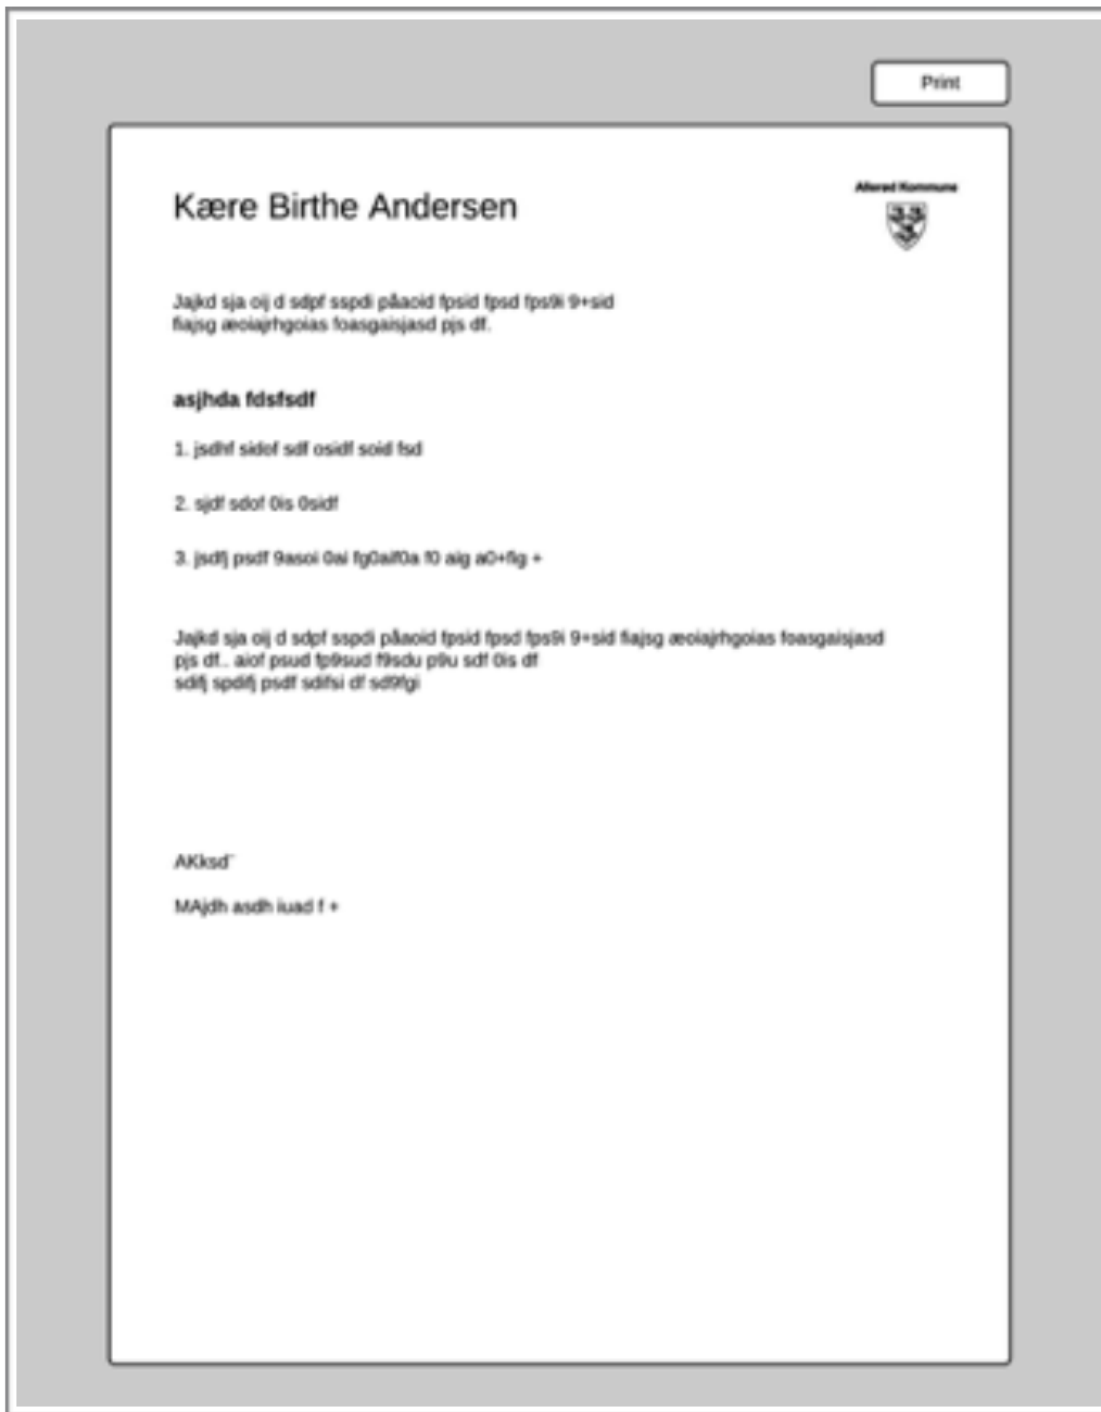 Print
Kære Birthe Andersen
Allerød Kommune
Jajkd sja oij d sdpf sspdi påaoid fpsid fpsd fps9i 9+sid
fiajsg æoiajrhgoias foasgaisjasd pjs df.
asjhda fdsfsdf
1. jsdhf sidof sdf osidf soid fsd
2. sjdf sdof 0is 0sidf
3. jsdfj psdf 9asoi 0ai fg0aif0a f0 aig a0+fig +
Jajkd sja oij d sdpf sspdi påaoid fpsid fpsd fps9i 9+sid fiajsg æoiajrhgoias foasgaisjasd
pjs df.. aiof psud fp9sud f9sdu p9u sdf 0is df
sdifj spdifj psdf sdifsi df sd9fgi
AKksd¨
MAjdh asdh iuad f +